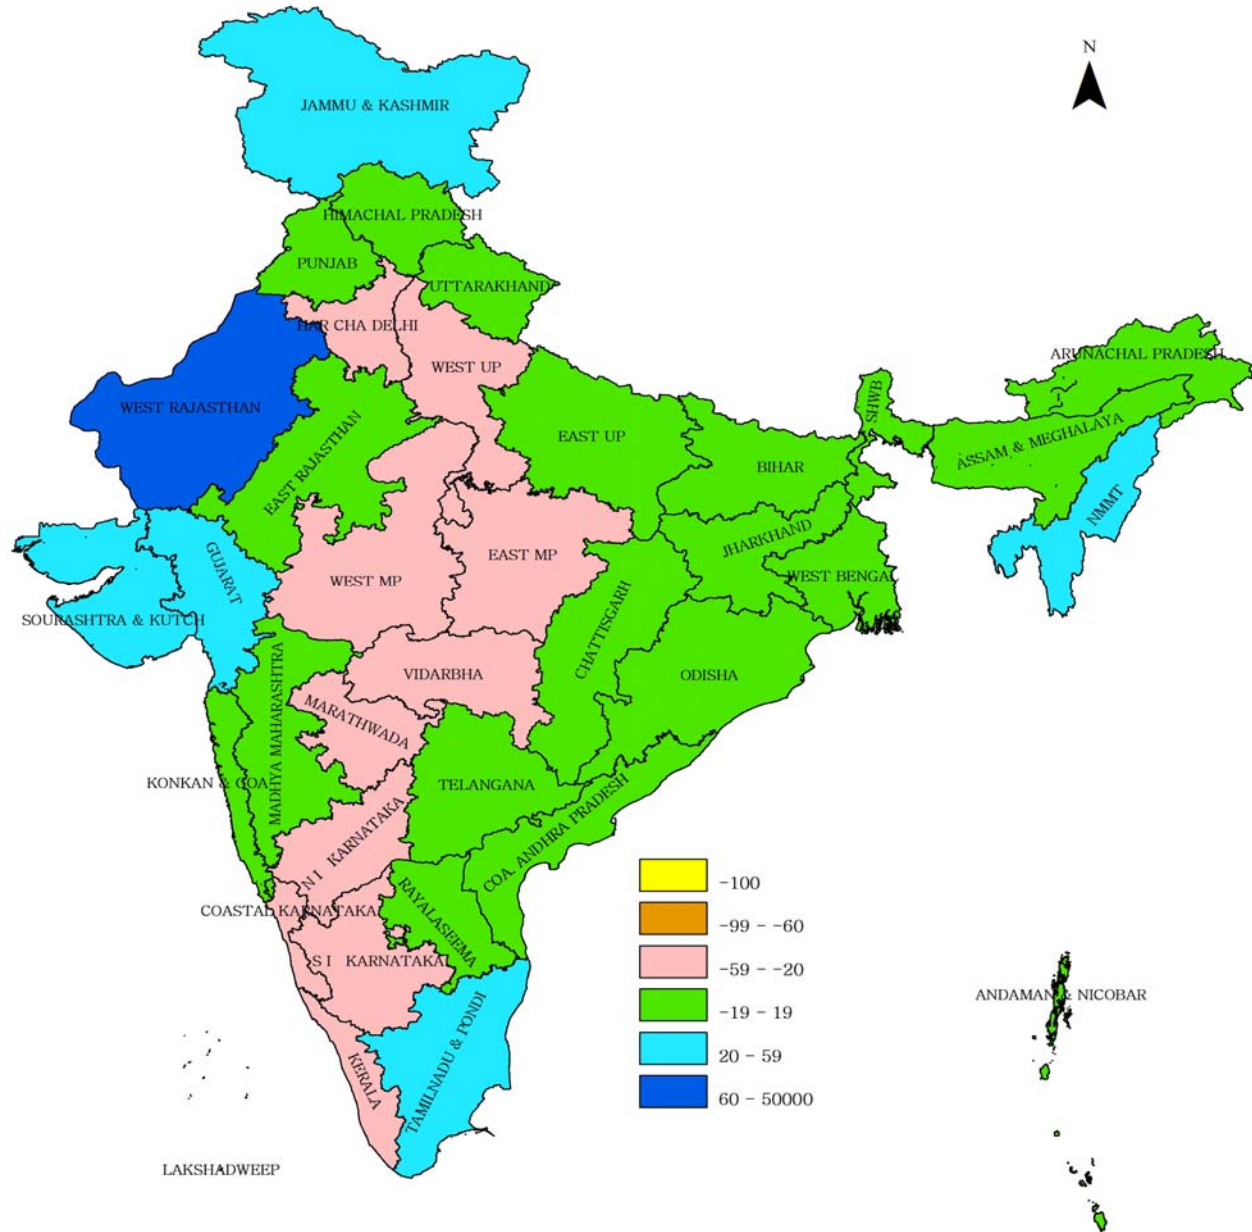 N
JAMMU & KASHMIR
HIMACHAL PRADESH
PUNJAB
UTTARAKHAND
HAR CHA DELHI
ARUNACHAL PRADESH
WEST UP
SHWB
WEST RAJASTHAN
EAST RAJASTHAN
EAST UP
ASSAM & MEGHALAYA
BIHAR
NMMT
JHARKHAND
GUJARAT
EAST MP
WEST MP
WEST BENGAL
SOURASHTRA & KUTCH
CHATTISGARH
VIDARBHA
ODISHA
MADHYA MAHARASHTRA
MARATHWADA
KONKAN & GOA
TELANGANA
COA. ANDHRA PRADESH
N I KARNATAKA
RAYALASEEMA
COASTAL KARNATAKA
S I KARNATAKA
-100
-99 - -60
-59 - -20
-19 - 19
20 - 59
60 - 50000
ANDAMAN & NICOBAR
KERALA
TAMILNADU & PONDI
LAKSHADWEEP